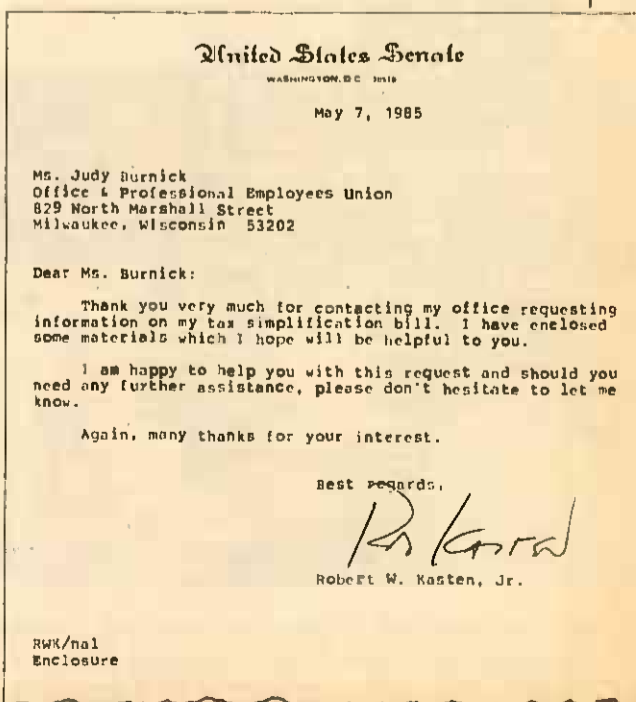 United States Senate
WASHINGTON, D.C. 20510
May 7, 1985
Ms. Judy Burnick
Office & Professional Employees Union
829 North Marshall Street
Milwaukee, Wisconsin 53202
Dear Ms. Burnick:
Thank you very much for contacting my office requesting
information on my tax simplification bill. I have enclosed
some materials which I hope will be helpful to you.
I am happy to help you with this request and should you
need any further assistance, please don't hesitate to let me
know.
Again, many thanks for your interest.
Best regards,
Bob Kasten
Robert W. Kasten, Jr.
RWK/nal
Enclosure